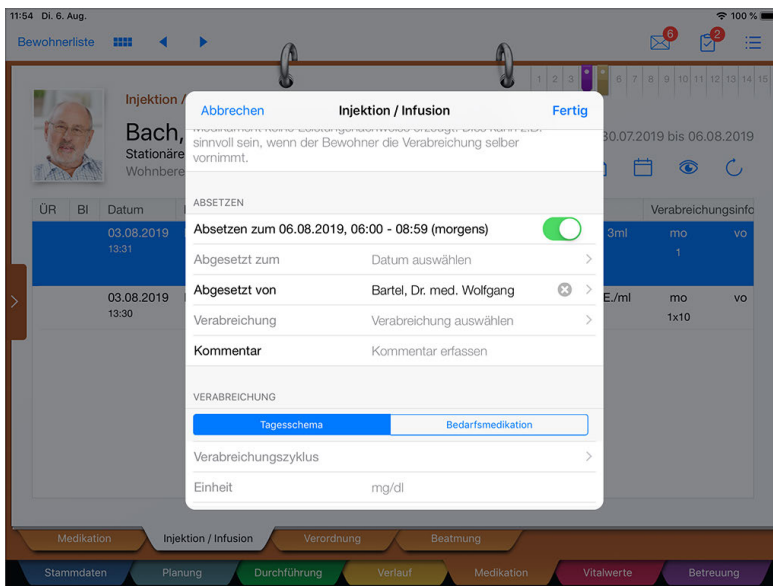 11:54 Di. 6. Aug.
100 %
Bewohnerliste
6
2
1 2 3 6 7 8 9 10 11 12 13 14 15
Injektion /
Bach,
Stationäre
Wohnbere
30.07.2019 bis 06.08.2019
Abbrechen
Injektion / Infusion
Fertig
sinnvoll sein, wenn der Bewohner die Verabreichung selber
vornimmt.
ABSETZEN
Absetzen zum 06.08.2019, 06:00 - 08:59 (morgens)
Abgesetzt zum Datum auswählen
Abgesetzt von Bartel, Dr. med. Wolfgang
Verabreichung Verabreichung auswählen
Kommentar Kommentar erfassen
VERABREICHUNG
Tagesschema Bedarfsmedikation
Verabreichungszyklus
Einheit mg/dl
ÜR BI Datum Verabreichungsinfo
03.08.2019 3ml mo vo
13:31 1
03.08.2019 E./ml mo vo
13:30 1x10
Medikation Injektion / Infusion Verordnung Beatmung
Stammdaten Planung Durchführung Verlauf Medikation Vitalwerte Betreuung